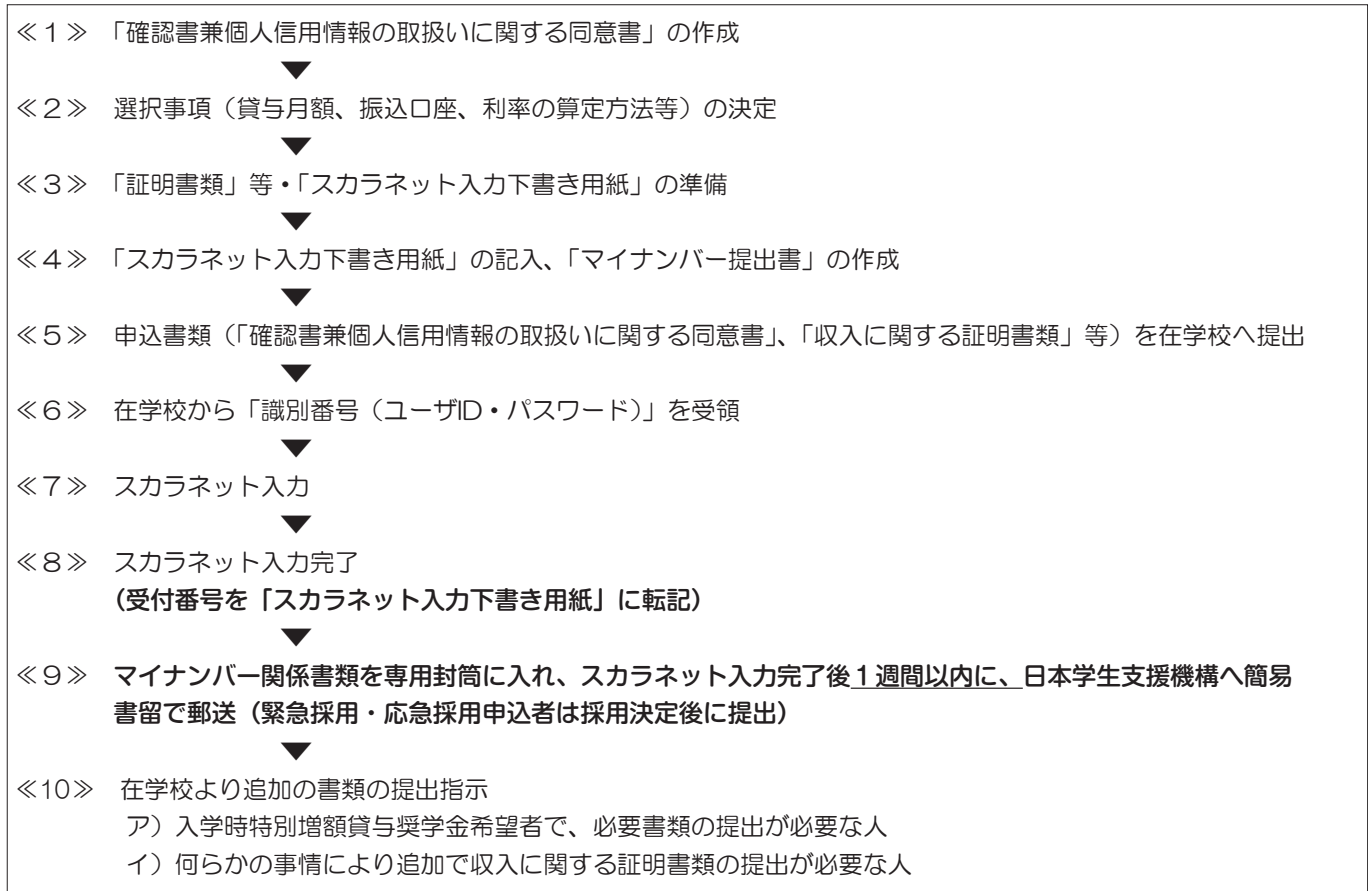 ≪１≫ 「確認書兼個人信用情報の取扱いに関する同意書」の作成
▼
≪２≫ 選択事項（貸与月額、振込口座、利率の算定方法等）の決定
▼
≪３≫ 「証明書類」等・「スカラネット入力下書き用紙」の準備
▼
≪４≫ 「スカラネット入力下書き用紙」の記入、「マイナンバー提出書」の作成
▼
≪５≫ 申込書類（「確認書兼個人信用情報の取扱いに関する同意書」、「収入に関する証明書類」等）を在学校へ提出
▼
≪６≫ 在学校から「識別番号（ユーザID・パスワード）」を受領
▼
≪７≫ スカラネット入力
▼
≪８≫ スカラネット入力完了
（受付番号を「スカラネット入力下書き用紙」に転記）
▼
≪９≫ マイナンバー関係書類を専用封筒に入れ、スカラネット入力完了後１週間以内に、日本学生支援機構へ簡易
書留で郵送（緊急採用・応急採用申込者は採用決定後に提出）
▼
≪10≫ 在学校より追加の書類の提出指示
ア）入学時特別増額貸与奨学金希望者で、必要書類の提出が必要な人
イ）何らかの事情により追加で収入に関する証明書類の提出が必要な人